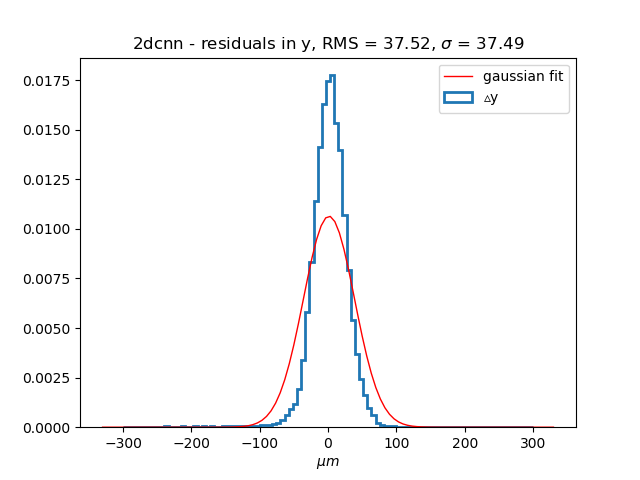 2dcnn - residuals in y, RMS = 37.52, σ = 37.49
gaussian fit
▵y
0.0175
0.0150
0.0125
0.0100
0.0075
0.0050
0.0025
0.0000
−300 −200 −100 0 100 200 300
μm